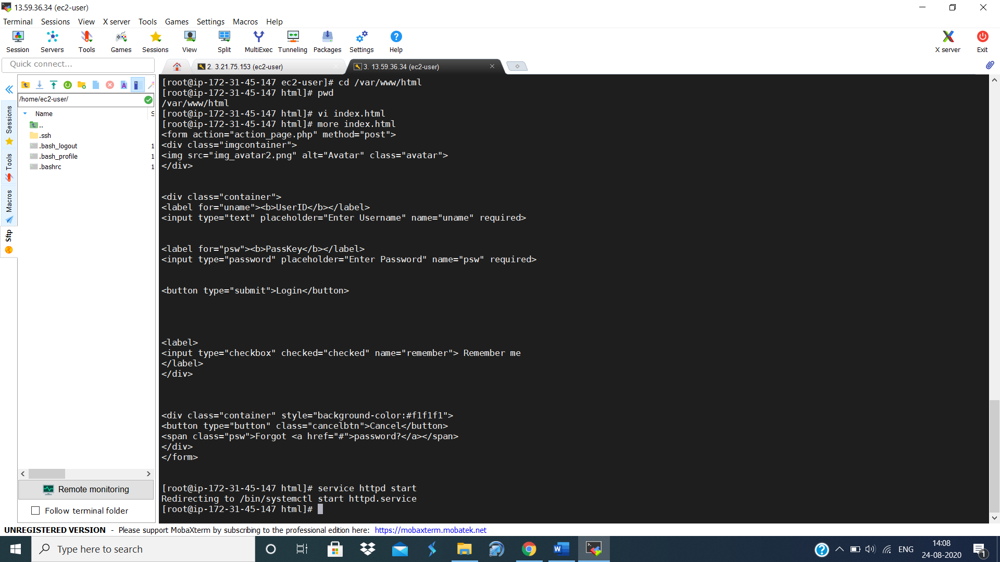 13.59.36.34 (ec2-user)
Terminal Sessions View X server Tools Games Settings Macros Help
Session Servers Tools Games Sessions View Split MultiExec Tunneling Packages Settings Help X server Exit
Quick connect...
2. 3.21.75.153 (ec2-user)
3. 13.59.36.34 (ec2-user)
/home/ec2-user/
Name S
..
.ssh
.bash_logout 1
.bash_profile 1
.bashrc 1
Sessions
Tools
Macros
Sftp
Remote monitoring
Follow terminal folder
[root@ip-172-31-45-147 ec2-user]# cd /var/www/html
[root@ip-172-31-45-147 html]# pwd
/var/www/html
[root@ip-172-31-45-147 html]# vi index.html
[root@ip-172-31-45-147 html]# more index.html
<form action="action_page.php" method="post">
<div class="imgcontainer">
<img src="img_avatar2.png" alt="Avatar" class="avatar">
</div>
<div class="container">
<label for="uname"><b>UserID</b></label>
<input type="text" placeholder="Enter Username" name="uname" required>
<label for="psw"><b>PassKey</b></label>
<input type="password" placeholder="Enter Password" name="psw" required>
<button type="submit">Login</button>
<label>
<input type="checkbox" checked="checked" name="remember"> Remember me
</label>
</div>
<div class="container" style="background-color:#f1f1f1">
<button type="button" class="cancelbtn">Cancel</button>
<span class="psw">Forgot <a href="#">password?</a></span>
</div>
</form>
[root@ip-172-31-45-147 html]# service httpd start
Redirecting to /bin/systemctl start httpd.service
[root@ip-172-31-45-147 html]#
UNREGISTERED VERSION - Please support MobaXterm by subscribing to the professional edition here: https://mobaxterm.mobatek.net
Type here to search
ENG
14:08
24-08-2020
1